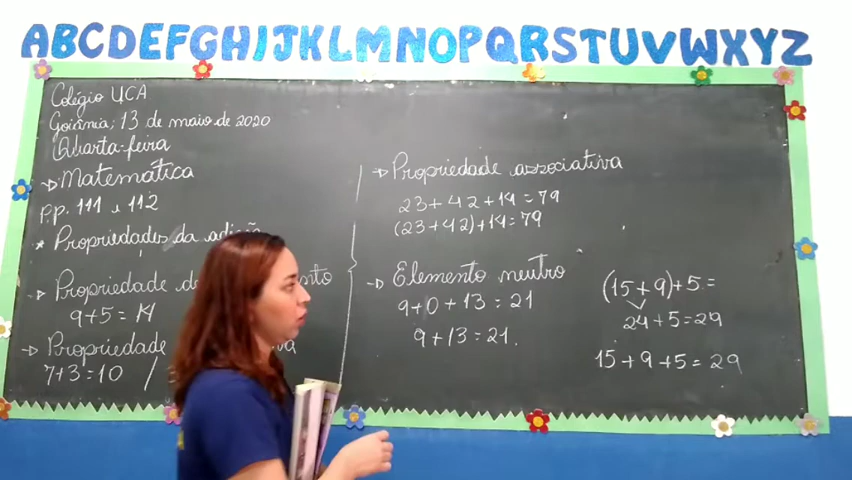 ABCDEFGHIJKLMNOPQRSTUVWXYZ
Colégio UCA
Goiânia, 13 de maio de 2020
Quarta-feira
Matemática
P.p. 111 e 112
* Propriedades da adição
Propriedade
9+5=14
Propriedade
7+3=10 /
Propriedade associativa
23+42+14=79
(23+42)+14=79
Elemento neutro
9+0+13=21
9+13=21.
(15+9)+5=
24+5=29
15+9+5=29